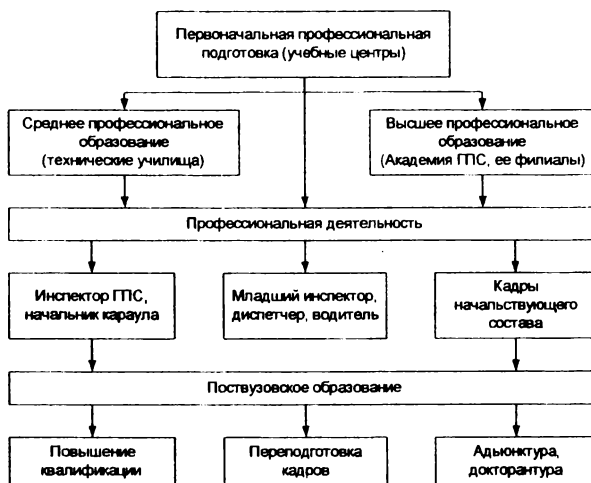 Первоначальная профессиональная
подготовка (учебные центры)
Среднее профессиональное
образование
(технические училища)
Высшее профессиональное
образование
(Академия ГПС, ее филиалы)
Профессиональная деятельность
Инспектор ГПС,
начальник караула
Младший инспектор,
диспетчер, водитель
Кадры
начальствующего
состава
Поствузовское образование
Повышение
квалификации
Переподготовка
кадров
Адьюнктура,
докторантура